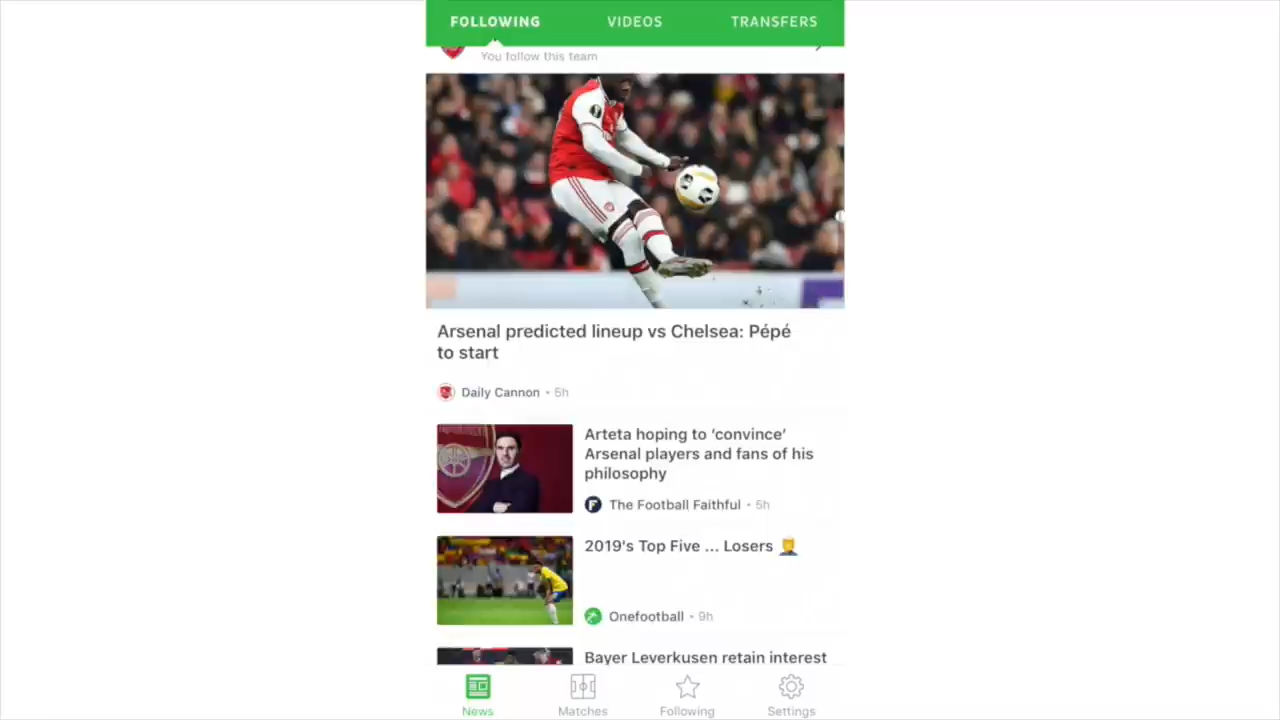 FOLLOWING VIDEOS TRANSFERS
You follow this team
Arsenal predicted lineup vs Chelsea: Pépé
to start
Daily Cannon • 5h
Arteta hoping to ‘convince’
Arsenal players and fans of his
philosophy
The Football Faithful • 5h
2019's Top Five ... Losers 🤦‍♂️
Onefootball • 9h
Bayer Leverkusen retain interest
News Matches Following Settings